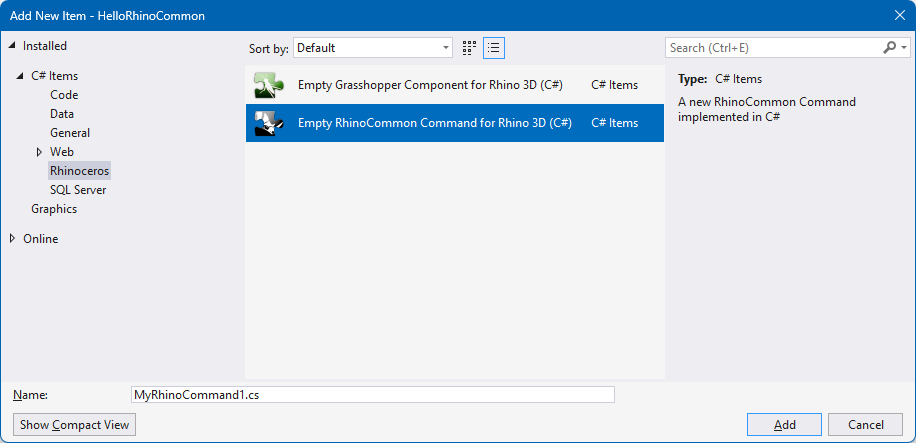 Add New Item - HelloRhinoCommon
Installed
C# Items
Code
Data
General
Web
Rhinoceros
SQL Server
Graphics
Online
Sort by: Default
Search (Ctrl+E)
Empty Grasshopper Component for Rhino 3D (C#) C# Items
Empty RhinoCommon Command for Rhino 3D (C#) C# Items
Type: C# Items
A new RhinoCommon Command
implemented in C#
Name: MyRhinoCommand1.cs
Show Compact View Add Cancel